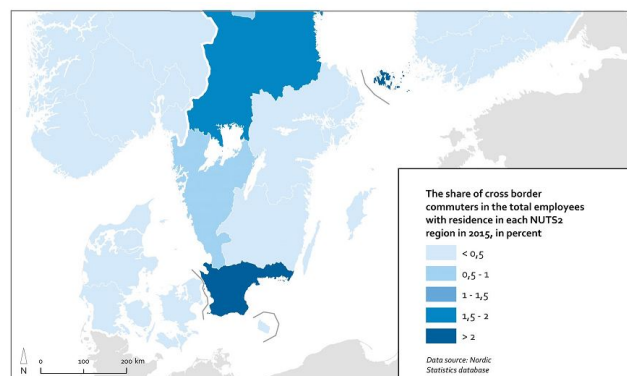 The share of cross border
commuters in the total employees
with residence in each NUTS2
region in 2015, in percent
< 0,5
0,5 - 1
1 - 1,5
1,5 - 2
> 2
Data source: Nordic
Statistics database
N
0 100 200 km